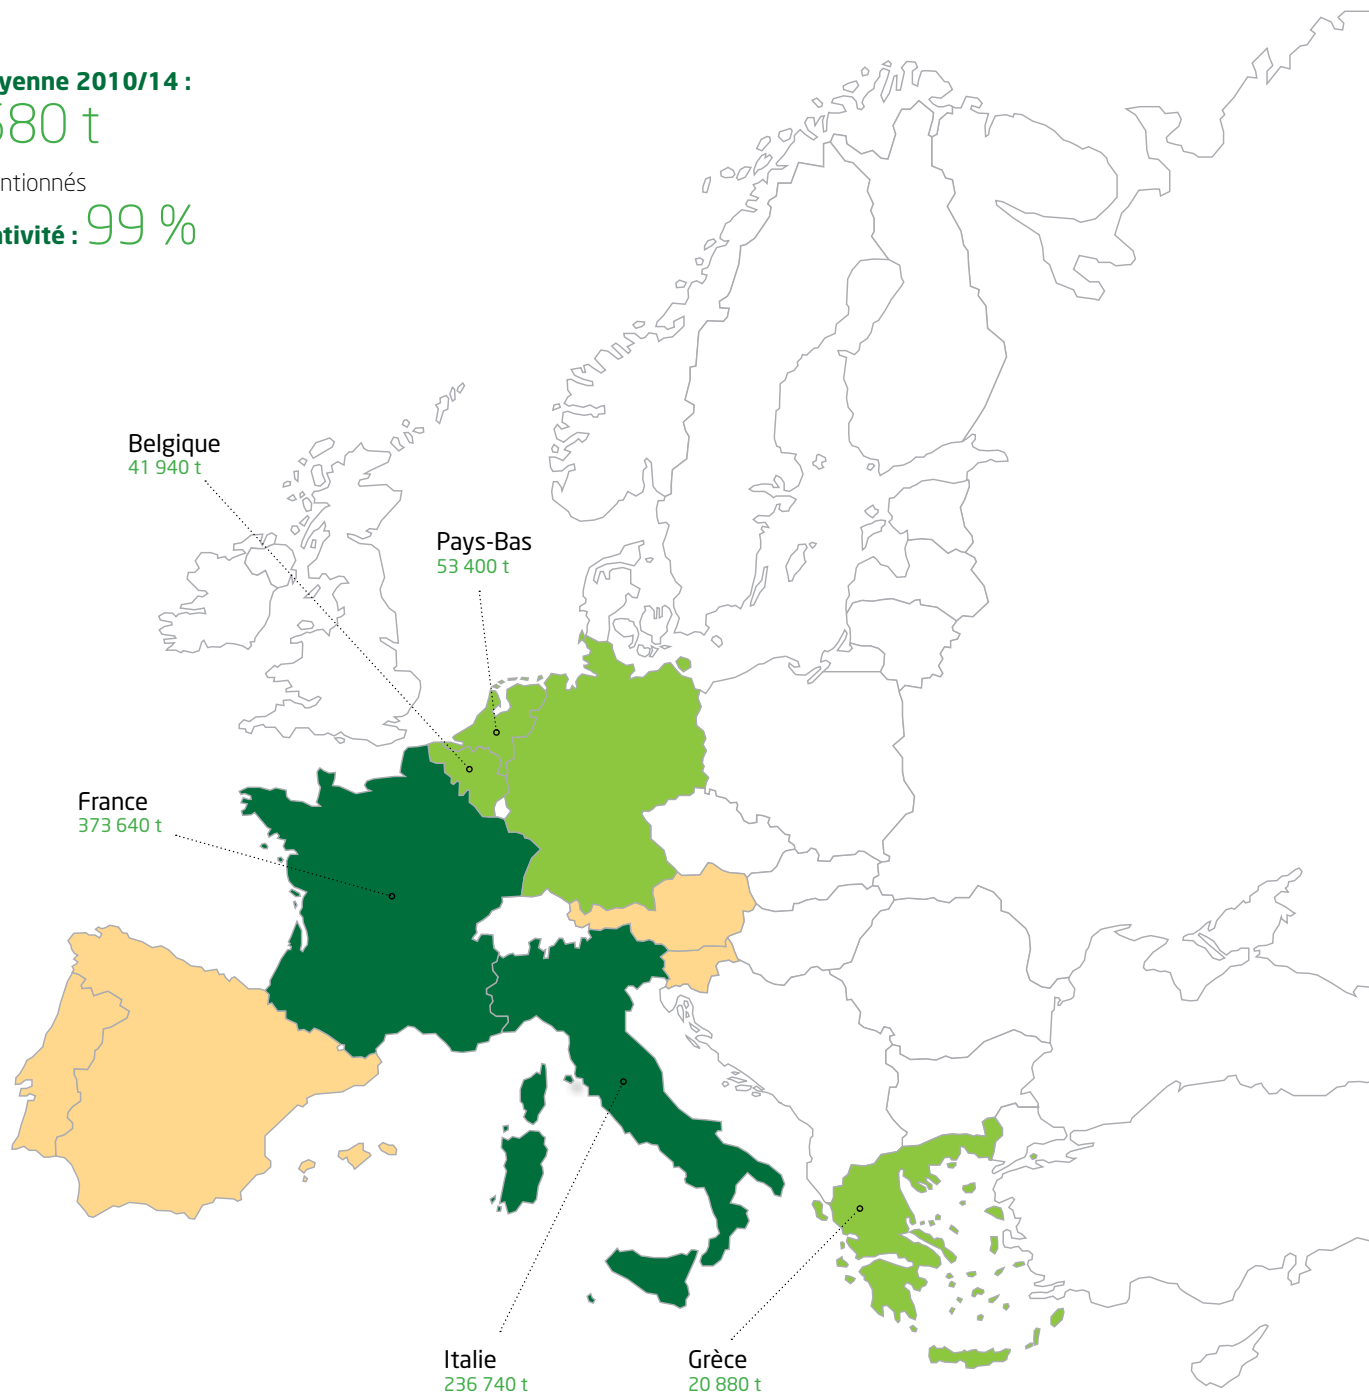 yenne 2010/14 :
580 t
ntionnés
ativité : 99 %
Belgique
41 940 t
Pays-Bas
53 400 t
France
373 640 t
Italie
236 740 t
Grèce
20 880 t